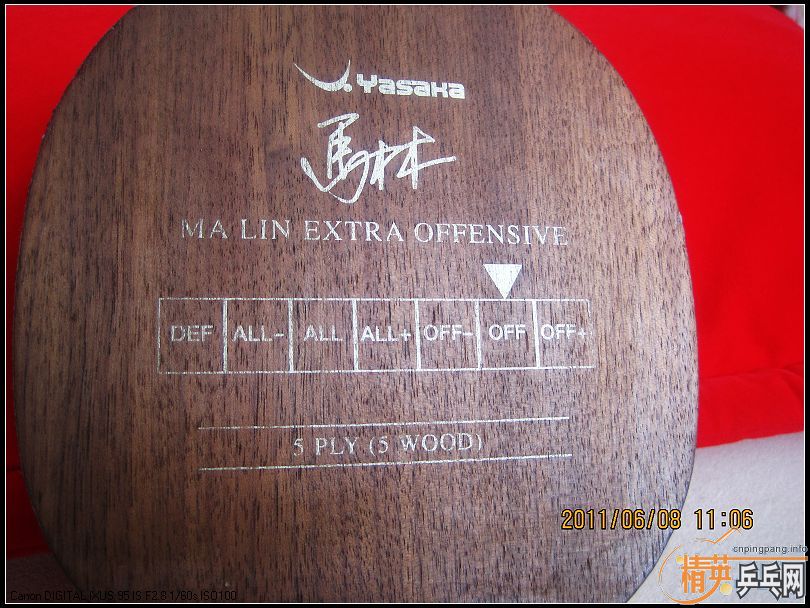 Yasaka
馬林
MA LIN EXTRA OFFENSIVE
DEF ALL- ALL ALL+ OFF- OFF OFF+
5 PLY (5 WOOD)
2011/06/08 11:06
cnpingpang.info
精英乒乓网
Canon DIGITAL IXUS 95 IS F2.8 1/60s ISO100